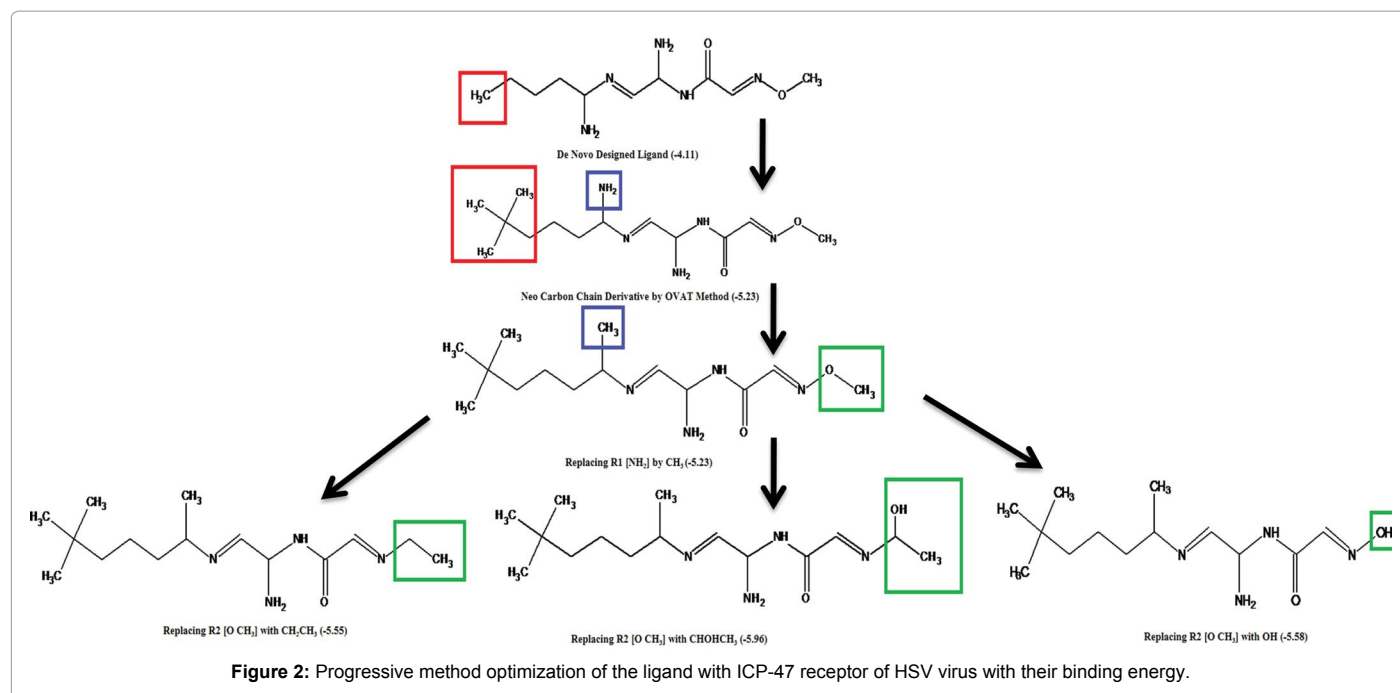 NH₂
O
H₃C
N
NH
N
O
CH₃
NH₂
De Novo Designed Ligand (-4.11)
H₃C
CH₃
NH₂
H₃C
N
NH
N
O
CH₃
NH₂
O
Neo Carbon Chain Derivative by OVAT Method (-5.23)
H₃C
CH₃
CH₃
H₃C
N
NH
N
O
CH₃
NH₂
O
Replacing R1 [NH₂] by CH₃ (-5.23)
H₃C
CH₃
CH₃
H₃C
N
NH
N
CH₃
NH₂
O
Replacing R2 [O CH₃] with CH₂CH₃ (-5.55)
H₃C
CH₃
CH₃
H₃C
N
NH
N
OH
CH₃
NH₂
O
Replacing R2 [O CH₃] with CHOHCH₃ (-5.96)
H₃C
CH₃
CH₃
H₃C
N
NH
N
OH
NH₂
O
Replacing R2 [O CH₃] with OH (-5.58)
Figure 2: Progressive method optimization of the ligand with ICP-47 receptor of HSV virus with their binding energy.